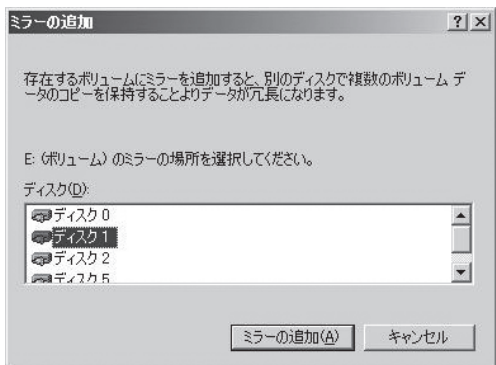 ミラーの追加
存在するボリュームにミラーを追加すると、別のディスクで複数のボリューム デ
ータのコピーを保持することよりデータが冗長になります。
E: (ボリューム) のミラーの場所を選択してください。
ディスク(D):
ディスク 0
ディスク 1
ディスク 2
ディスク 5
ミラーの追加(A)
キャンセル